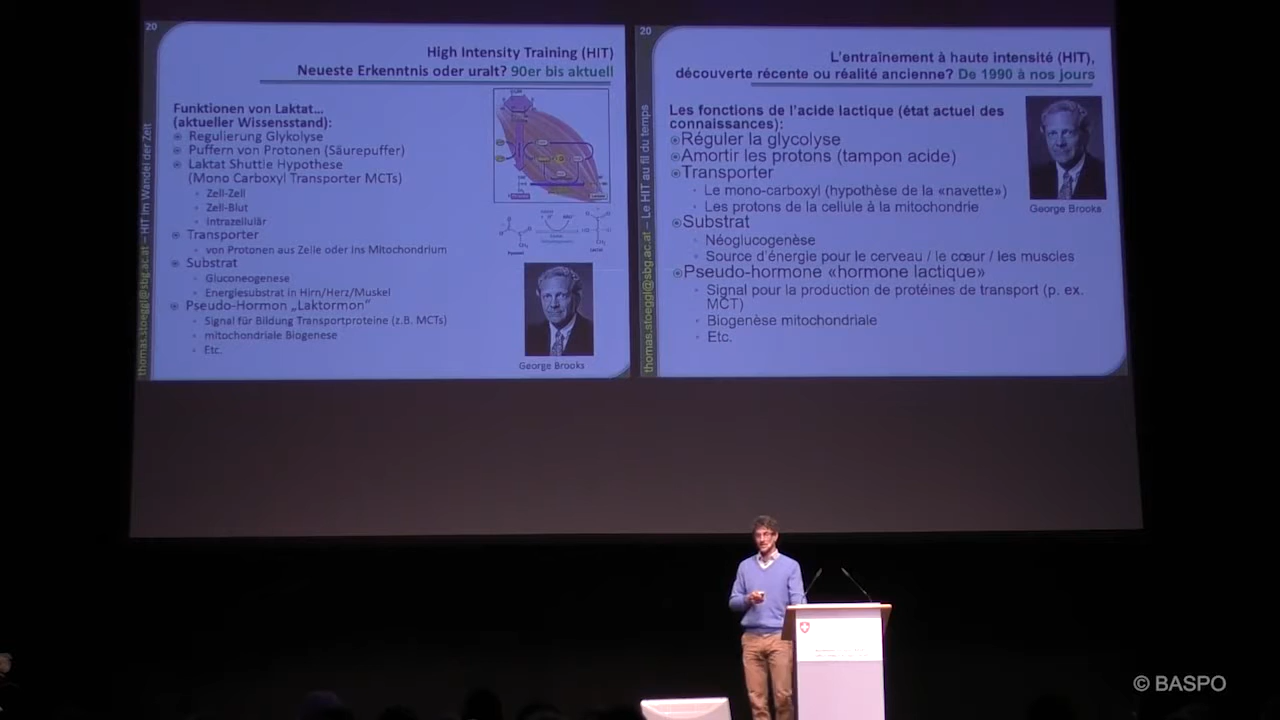 20
High Intensity Training (HIT)
Neueste Erkenntnis oder uralt? 90er bis aktuell
Funktionen von Laktat...
(aktueller Wissensstand):
Regulierung Glykolyse
Puffern von Protonen (Säurepuffer)
Laktat Shuttle Hypothese
(Mono Carboxyl Transporter MCTs)
Zell-Zell
Zell-Blut
Intrazellulär
Transporter
von Protonen aus Zelle oder ins Mitochondrium
Substrat
Gluconeogenese
Energiesubstrat in Hirn/Herz/Muskel
Pseudo-Hormon „Laktormon“
Signal für Bildung Transportproteine (z.B. MCTs)
mitochondriale Biogenese
Etc.
George Brooks
thomas.stoeggl@sbg.ac.at – HIT im Wandel der Zeit
20
L'entraînement à haute intensité (HIT),
découverte récente ou réalité ancienne? De 1990 à nos jours
Les fonctions de l'acide lactique (état actuel des
connaissances):
Réguler la glycolyse
Amortir les protons (tampon acide)
Transporter
Le mono-carboxyl (hypothèse de la «navette»)
Les protons de la cellule à la mitochondrie
Substrat
Néoglucogenèse
Source d'énergie pour le cerveau / le cœur / les muscles
Pseudo-hormone «hormone lactique»
Signal pour la production de protéines de transport (p. ex.
MCT)
Biogenèse mitochondriale
Etc.
George Brooks
thomas.stoeggl@sbg.ac.at – Le HIT au fil du temps
© BASPO